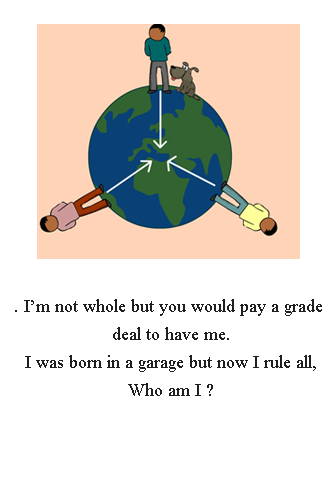 . I'm not whole but you would pay a grade
deal to have me.
I was born in a garage but now I rule all,
Who am I ?